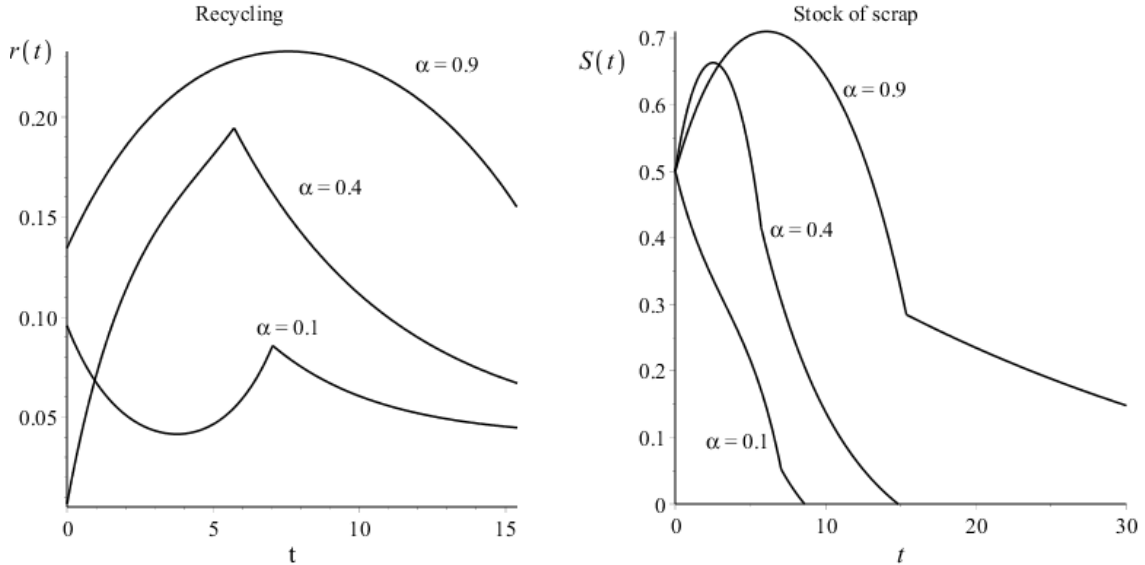 Recycling
r(t)
0.20
0.15
0.10
0.05
0
5
10
15
t
α = 0.9
α = 0.4
α = 0.1
Stock of scrap
S(t)
0.7
0.6
0.5
0.4
0.3
0.2
0.1
0
0
10
20
30
t
α = 0.9
α = 0.4
α = 0.1